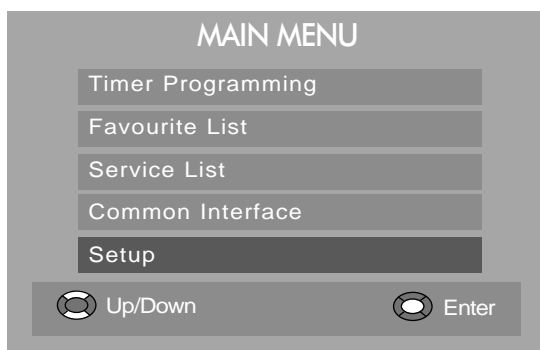 MAIN MENU
Timer Programming
Favourite List
Service List
Common Interface
Setup
Up/Down Enter